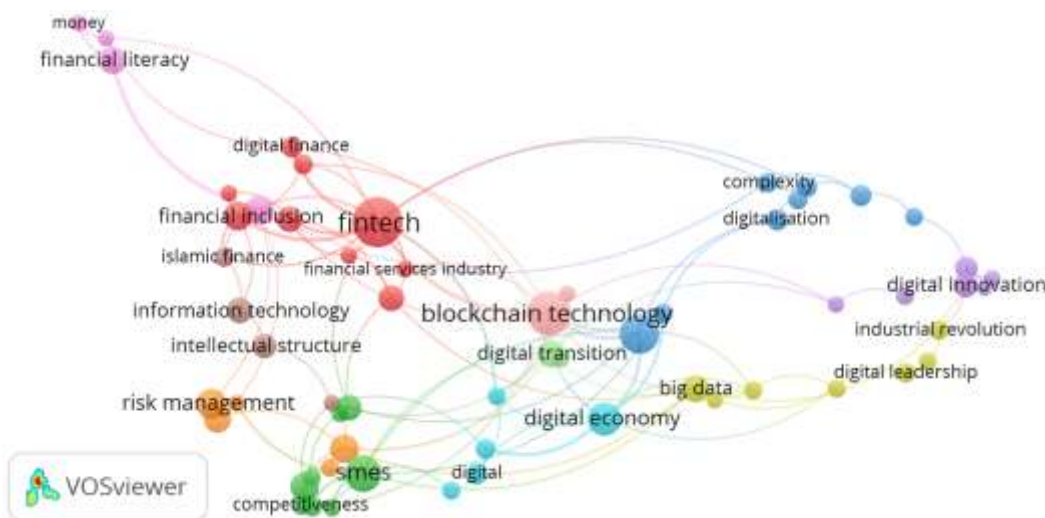 money
financial literacy
digital finance
complexity
financial inclusion
fintech
digitalisation
islamic finance
financial services industry
digital innovation
information technology
blockchain technology
industrial revolution
intellectual structure
digital transition
digital leadership
big data
risk management
digital economy
smes
digital
competitiveness
VOSviewer